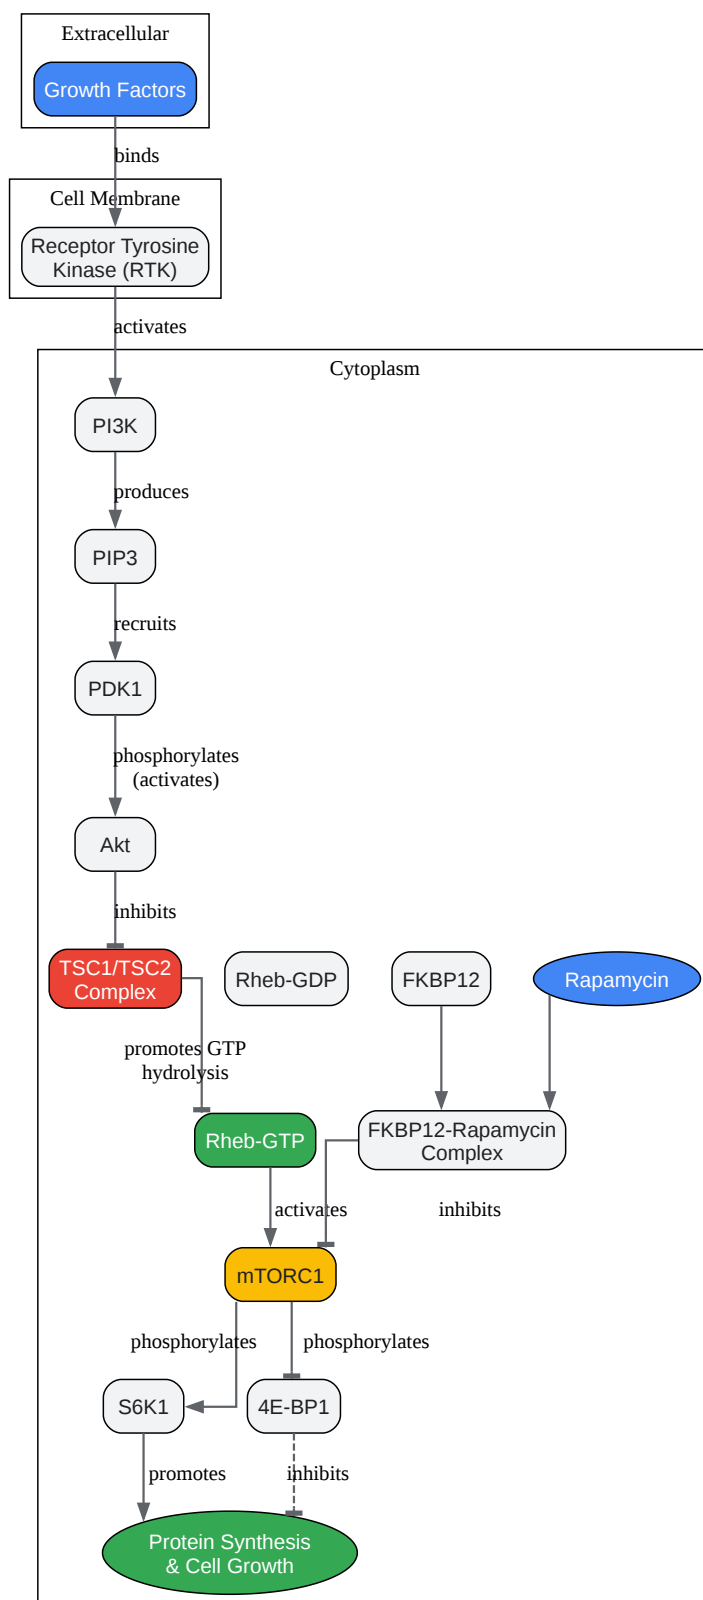 Extracellular
Growth Factors
binds
Cell Membrane
Receptor Tyrosine
Kinase (RTK)
activates
Cytoplasm
PI3K
produces
PIP3
recruits
PDK1
phosphorylates
(activates)
Akt
inhibits
TSC1/TSC2
Complex
Rheb-GDP
FKBP12
Rapamycin
promotes GTP
hydrolysis
Rheb-GTP
FKBP12-Rapamycin
Complex
activates
inhibits
mTORC1
phosphorylates
phosphorylates
S6K1
4E-BP1
promotes
inhibits
Protein Synthesis
& Cell Growth